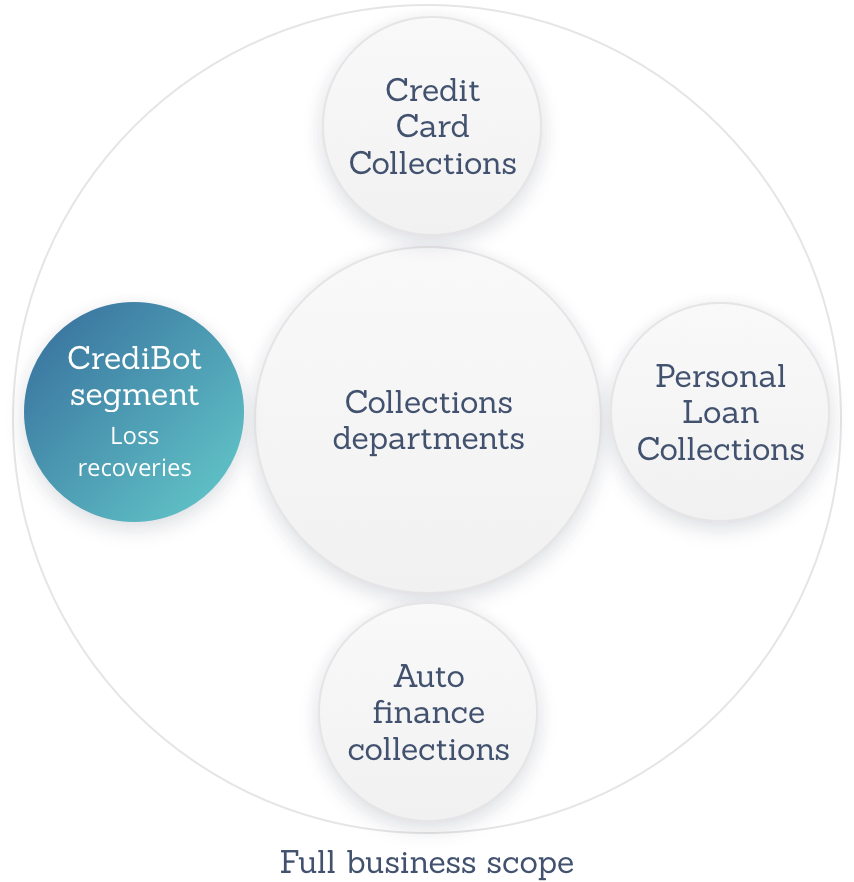 Credit
Card
Collections
CrediBot
segment
Loss
recoveries
Collections
departments
Personal
Loan
Collections
Auto
finance
collections
Full business scope